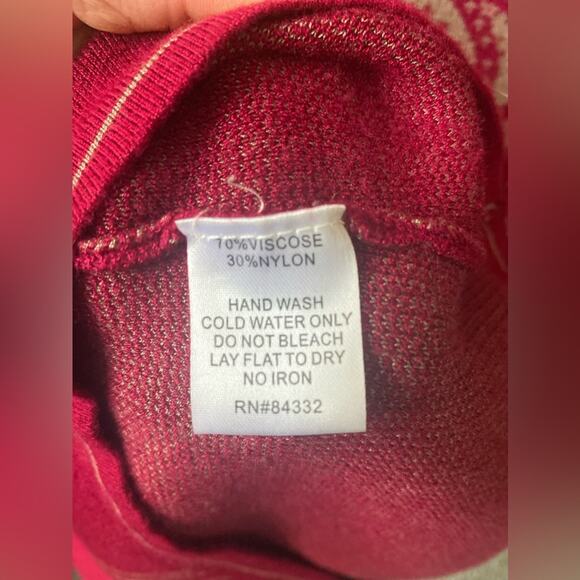 70%VISCOSE
30%NYLON
HAND WASH
COLD WATER ONLY
DO NOT BLEACH
LAY FLAT TO DRY
NO IRON
RN#84332